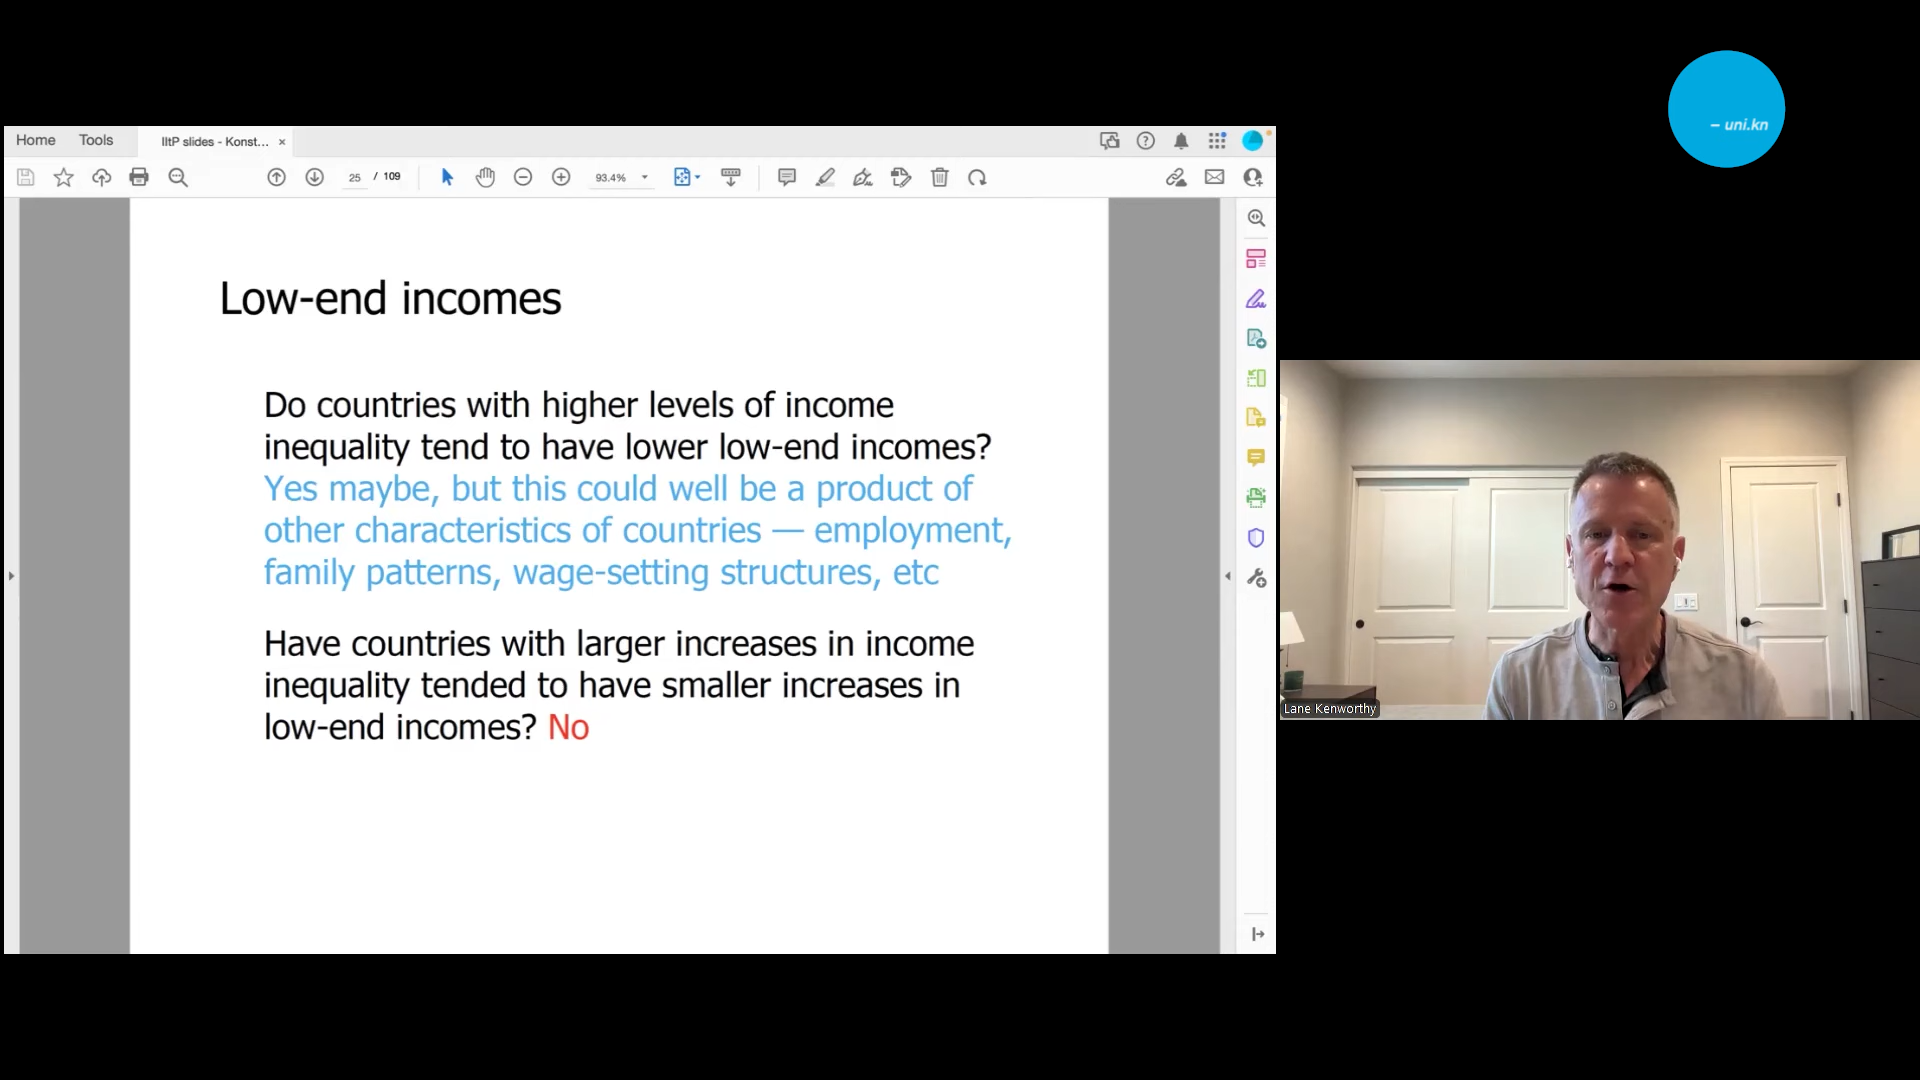 – uni.kn
Home Tools IItP slides - Konst... ×
25 / 109 93.4%
Low-end incomes
Do countries with higher levels of income
inequality tend to have lower low-end incomes?
Yes maybe, but this could well be a product of
other characteristics of countries — employment,
family patterns, wage-setting structures, etc
Have countries with larger increases in income
inequality tended to have smaller increases in
low-end incomes? No
Lane Kenworthy